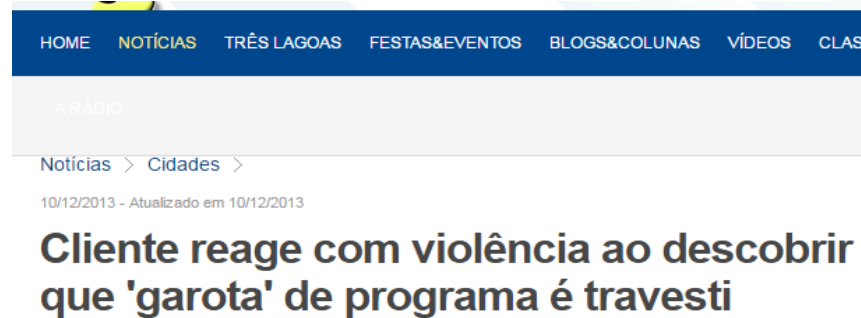 HOME NOTÍCIAS TRÊS LAGOAS FESTAS&EVENTOS BLOGS&COLUNAS VÍDEOS CLAS
A RÁDIO
Notícias > Cidades >
10/12/2013 - Atualizado em 10/12/2013
Cliente reage com violência ao descobrir
que 'garota' de programa é travesti